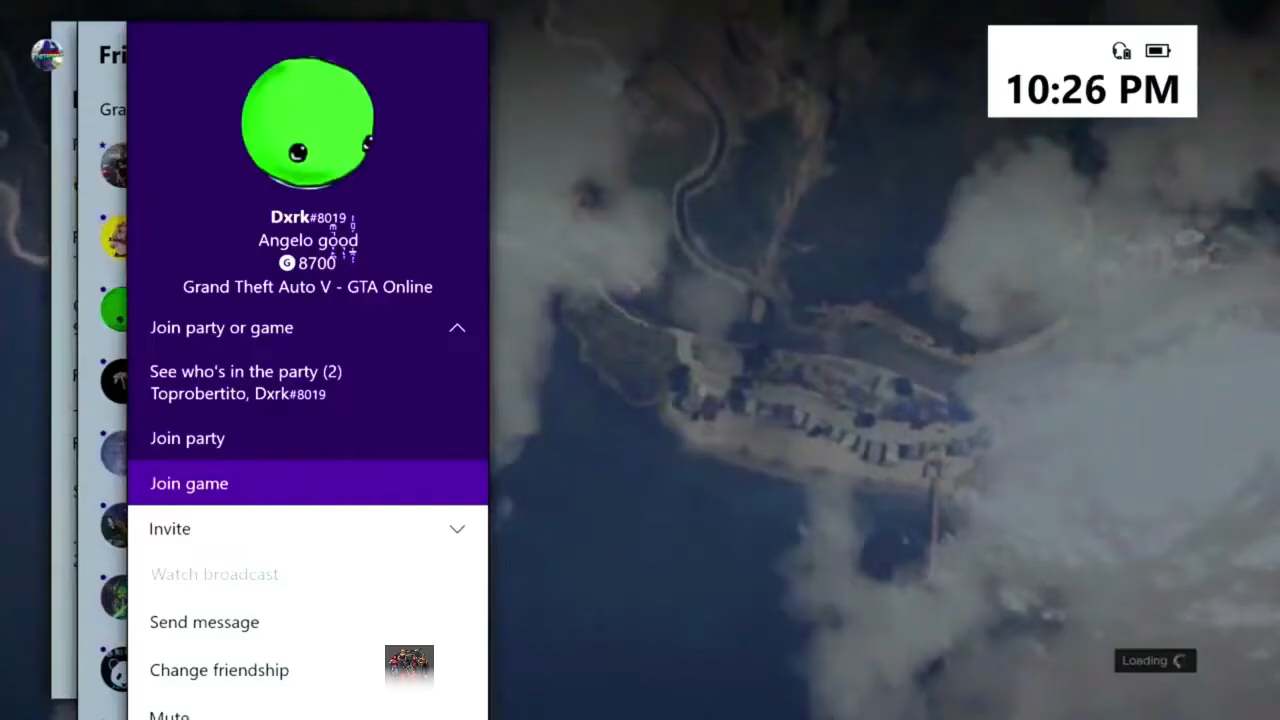 Fri
Gra
10:26 PM
Dxrk#8019
Angelo good
G 8700
Grand Theft Auto V - GTA Online
Join party or game
See who's in the party (2)
Toprobertito, Dxrk#8019
Join party
Join game
Invite
Watch broadcast
Send message
Change friendship
Mute
Loading